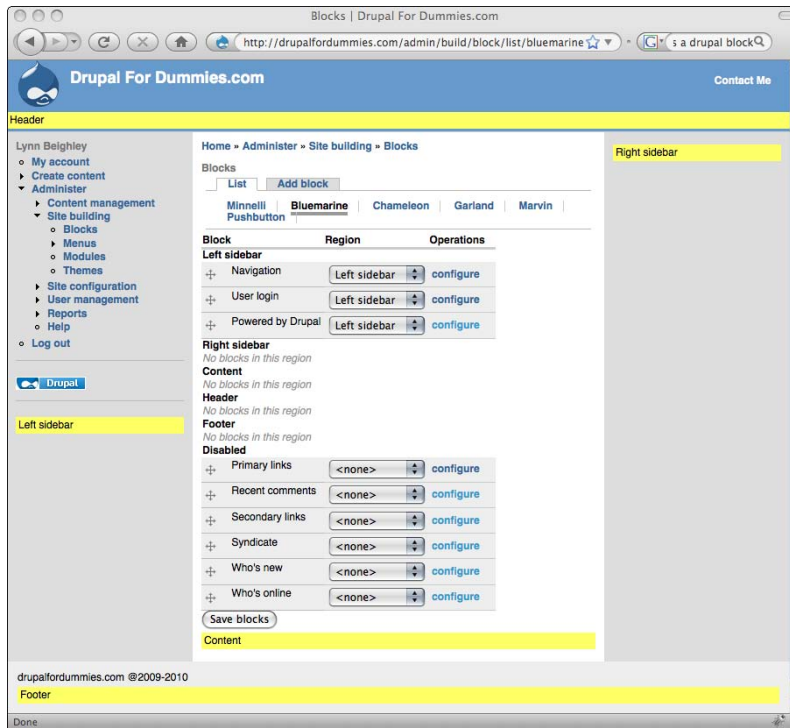 Blocks | Drupal For Dummies.com
http://drupalfordummies.com/admin/build/block/list/bluemarine
s a drupal block
Drupal For Dummies.com
Contact Me
Header
Lynn Beighley
My account
Create content
Administer
Content management
Site building
Blocks
Menus
Modules
Themes
Site configuration
User management
Reports
Help
Log out
Drupal
Left sidebar
Home » Administer » Site building » Blocks
Blocks
List Add block
Minnelli Bluemarine Chameleon Garland Marvin
Pushbutton
Block Region Operations
Left sidebar
Navigation Left sidebar configure
User login Left sidebar configure
Powered by Drupal Left sidebar configure
Right sidebar
No blocks in this region
Content
No blocks in this region
Header
No blocks in this region
Footer
No blocks in this region
Disabled
Primary links <none> configure
Recent comments <none> configure
Secondary links <none> configure
Syndicate <none> configure
Who's new <none> configure
Who's online <none> configure
Save blocks
Content
Right sidebar
drupalfordummies.com @2009-2010
Footer
Done